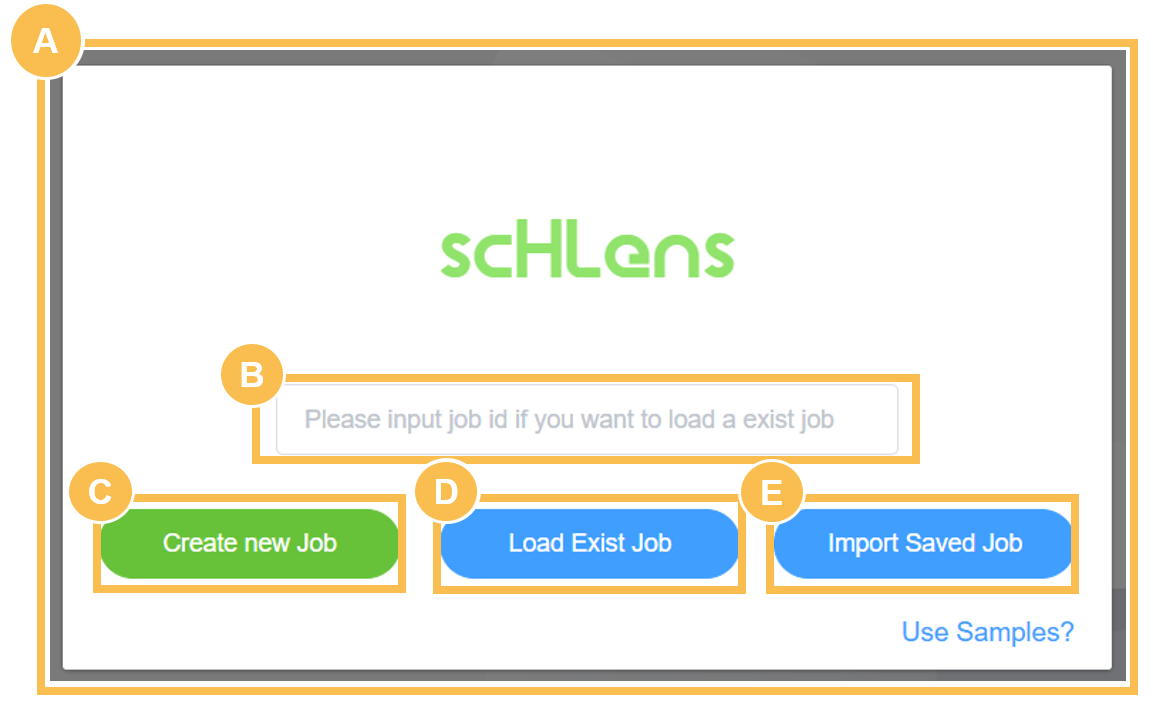 A
scHLens
B
Please input job id if you want to load a exist job
C
D
E
Create new Job
Load Exist Job
Import Saved Job
Use Samples?